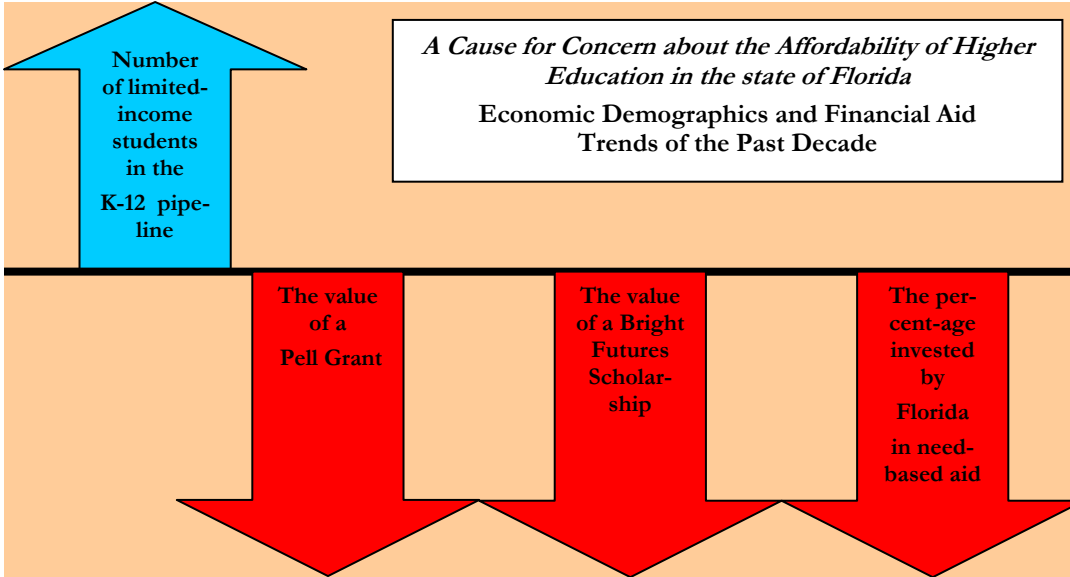 Number
of limited-
income
students
in the
K-12 pipe-
line
A Cause for Concern about the Affordability of Higher
Education in the state of Florida
Economic Demographics and Financial Aid
Trends of the Past Decade
The value
of a
Pell Grant
The value
of a Bright
Futures
Scholar-
ship
The per-
cent-age
invested
by
Florida
in need-
based aid